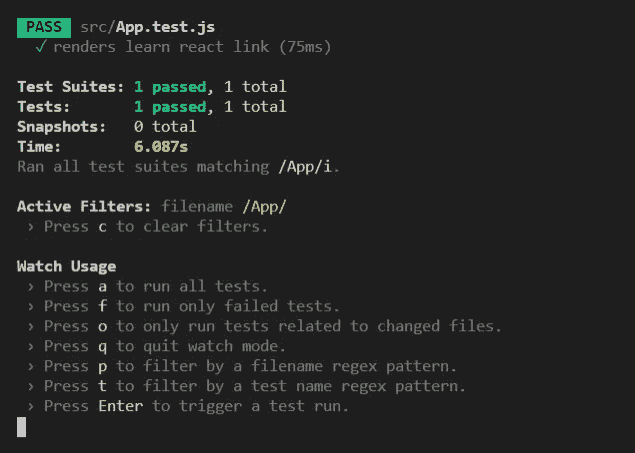 PASS src/App.test.js
✓ renders learn react link (75ms)
Test Suites: 1 passed, 1 total
Tests: 1 passed, 1 total
Snapshots: 0 total
Time: 6.087s
Ran all test suites matching /App/i.
Active Filters: filename /App/
› Press c to clear filters.
Watch Usage
› Press a to run all tests.
› Press f to run only failed tests.
› Press o to only run tests related to changed files.
› Press q to quit watch mode.
› Press p to filter by a filename regex pattern.
› Press t to filter by a test name regex pattern.
› Press Enter to trigger a test run.